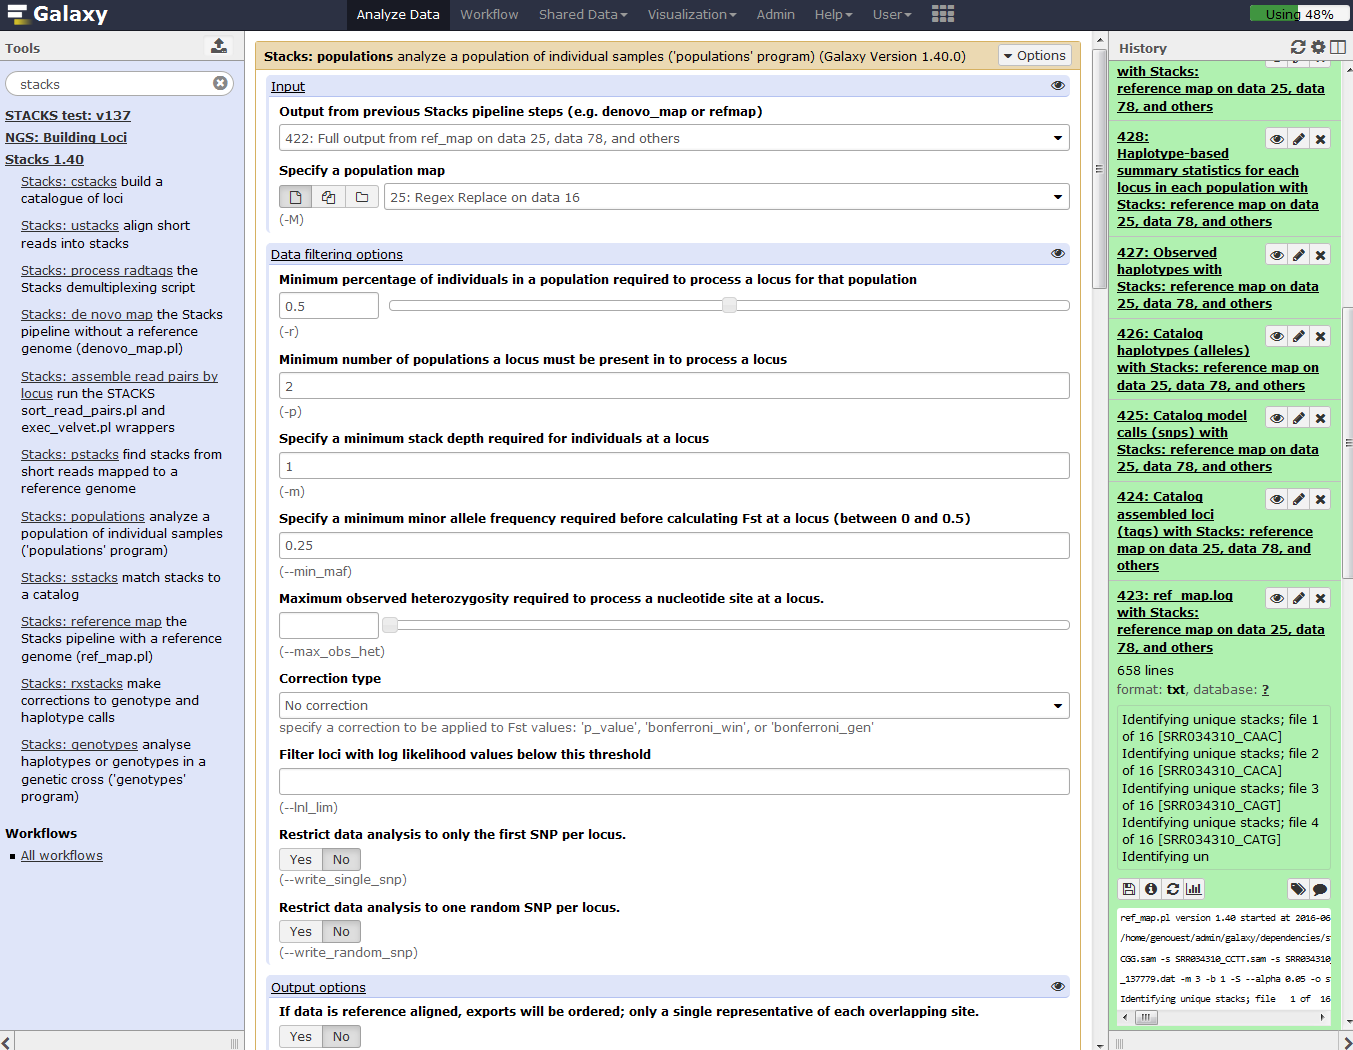 Galaxy
Analyze Data Workflow Shared Data Visualization Admin Help User
Using 48%
Tools
stacks
STACKS test: v137
NGS: Building Loci
Stacks 1.40
Stacks: cstacks build a
catalogue of loci
Stacks: ustacks align short
reads into stacks
Stacks: process radtags the
Stacks demultiplexing script
Stacks: de novo map the Stacks
pipeline without a reference
genome (denovo_map.pl)
Stacks: assemble read pairs by
locus run the STACKS
sort_read_pairs.pl and
exec_velvet.pl wrappers
Stacks: pstacks find stacks from
short reads mapped to a
reference genome
Stacks: populations analyze a
population of individual samples
('populations' program)
Stacks: sstacks match stacks to
a catalog
Stacks: reference map the
Stacks pipeline with a reference
genome (ref_map.pl)
Stacks: rxstacks make
corrections to genotype and
haplotype calls
Stacks: genotypes analyse
haplotypes or genotypes in a
genetic cross ('genotypes'
program)
Workflows
All workflows
Stacks: populations analyze a population of individual samples ('populations' program) (Galaxy Version 1.40.0)
Options
Input
Output from previous Stacks pipeline steps (e.g. denovo_map or refmap)
422: Full output from ref_map on data 25, data 78, and others
Specify a population map
25: Regex Replace on data 16
(-M)
Data filtering options
Minimum percentage of individuals in a population required to process a locus for that population
0.5
(-r)
Minimum number of populations a locus must be present in to process a locus
2
(-p)
Specify a minimum stack depth required for individuals at a locus
1
(-m)
Specify a minimum minor allele frequency required before calculating Fst at a locus (between 0 and 0.5)
0.25
(--min_maf)
Maximum observed heterozygosity required to process a nucleotide site at a locus.
(--max_obs_het)
Correction type
No correction
specify a correction to be applied to Fst values: 'p_value', 'bonferroni_win', or 'bonferroni_gen'
Filter loci with log likelihood values below this threshold
(--lnl_lim)
Restrict data analysis to only the first SNP per locus.
Yes No
(--write_single_snp)
Restrict data analysis to one random SNP per locus.
Yes No
(--write_random_snp)
Output options
If data is reference aligned, exports will be ordered; only a single representative of each overlapping site.
Yes No
History
with Stacks:
reference map on data 25, data
78, and others
428:
Haplotype-based
summary statistics for each
locus in each population with
Stacks: reference map on data
25, data 78, and others
427: Observed
haplotypes with
Stacks: reference map on data
25, data 78, and others
426: Catalog
haplotypes (alleles)
with Stacks: reference map on
data 25, data 78, and others
425: Catalog model
calls (snps) with
Stacks: reference map on data
25, data 78, and others
424: Catalog
assembled loci
(tags) with Stacks: reference
map on data 25, data 78, and
others
423: ref_map.log
with Stacks:
reference map on data 25, data
78, and others
658 lines
format: txt, database: ?
Identifying unique stacks; file 1
of 16 [SRR034310_CAAC]
Identifying unique stacks; file 2
of 16 [SRR034310_CACA]
Identifying unique stacks; file 3
of 16 [SRR034310_CAGT]
Identifying unique stacks; file 4
of 16 [SRR034310_CATG]
Identifying un
ref_map.pl version 1.40 started at 2016-06
/home/genouest/admin/galaxy/dependencies/s
CGG.sam -s SRR034310_CCTT.sam -s SRR034310_
_137779.dat -m 3 -b 1 -S --alpha 0.05 -o s
Identifying unique stacks; file 1 of 16